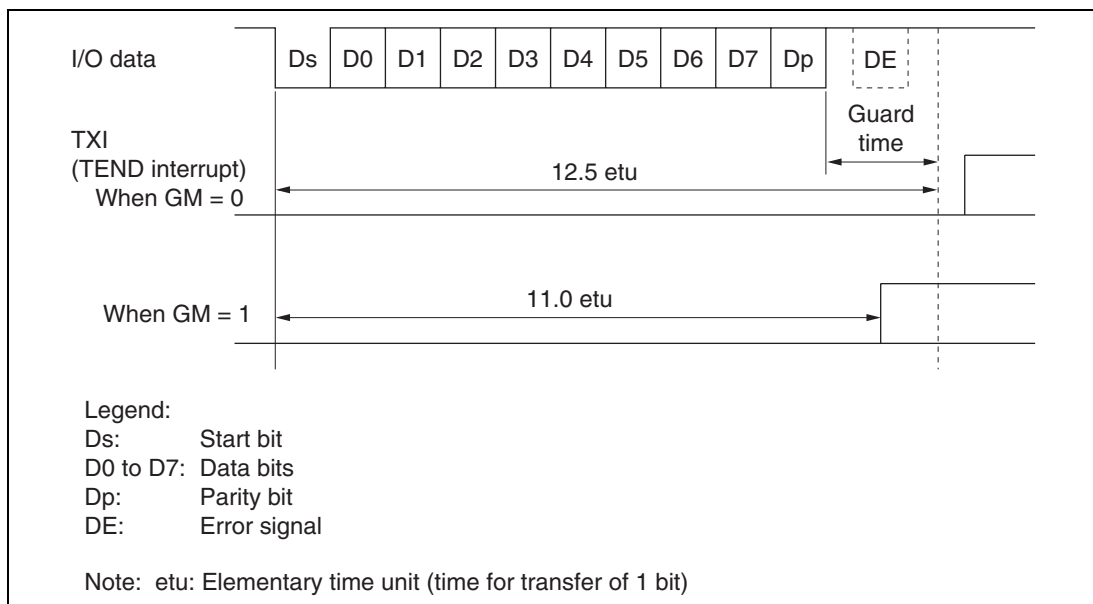 I/O data
Ds D0 D1 D2 D3 D4 D5 D6 D7 Dp DE
Guard
time
TXI
(TEND interrupt)
When GM = 0
12.5 etu
When GM = 1
11.0 etu
Legend:
Ds: Start bit
D0 to D7: Data bits
Dp: Parity bit
DE: Error signal
Note: etu: Elementary time unit (time for transfer of 1 bit)